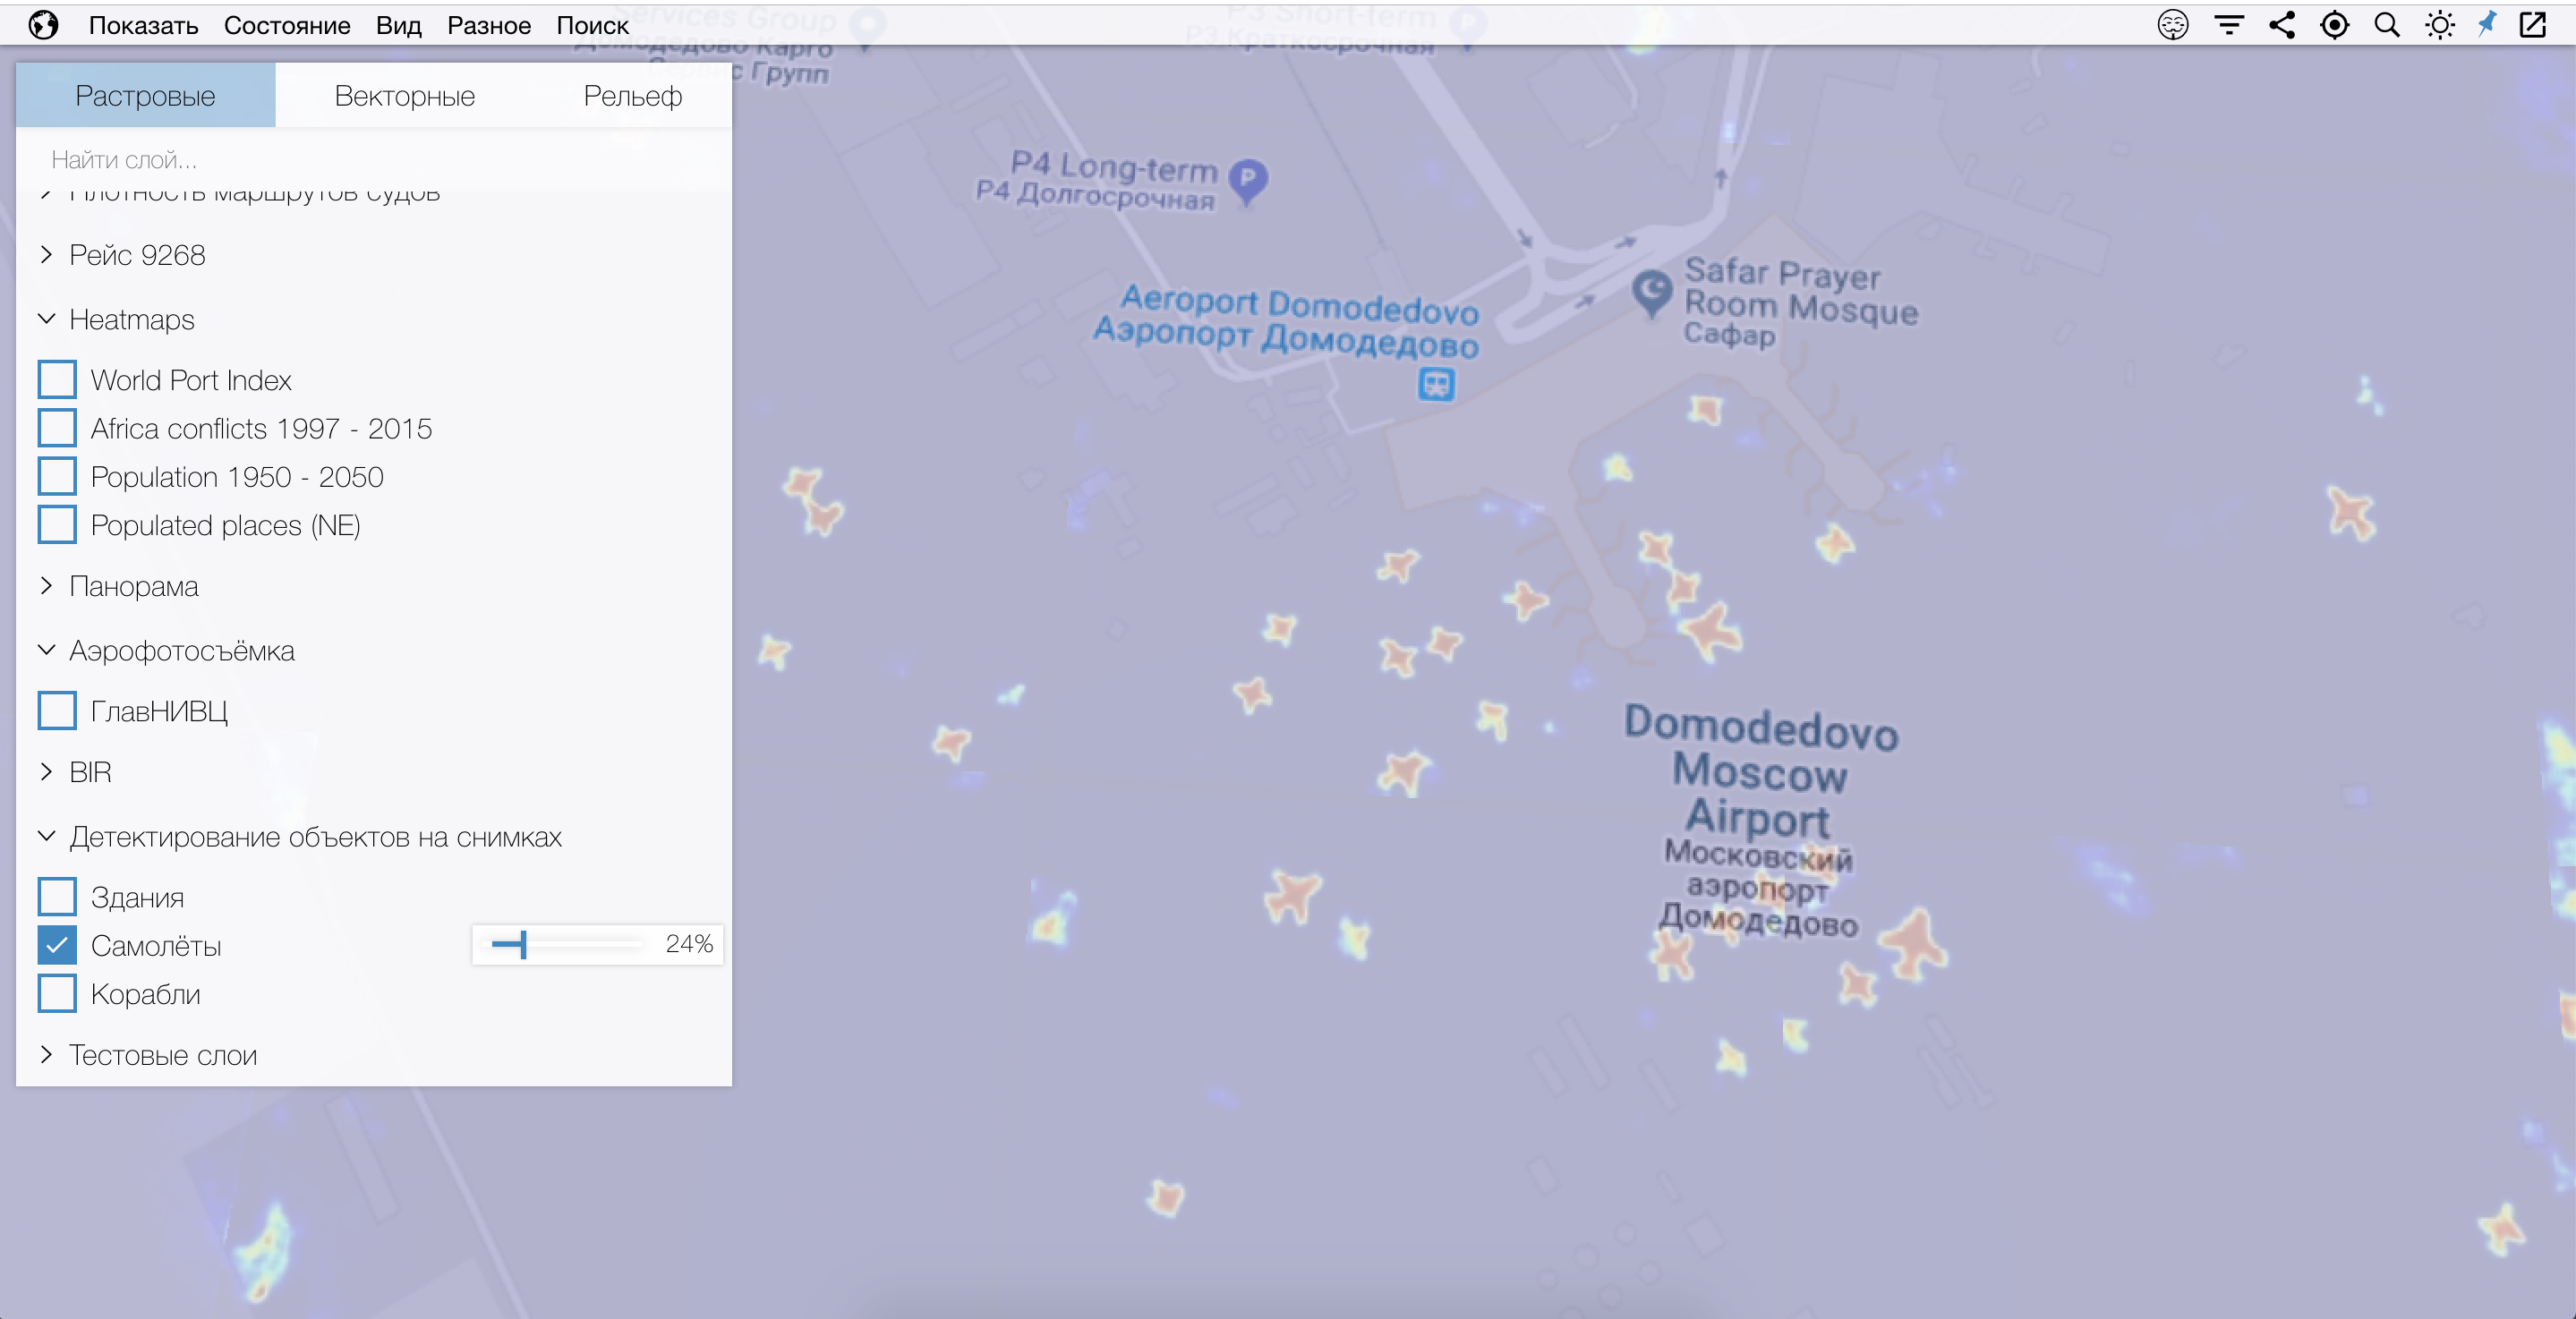 Показать Состояние Вид Разное Поиск
Services Group
Домодедово Карго
Сервис Групп
P3 Short-term
P3 Краткосрочная
Растровые Векторные Рельеф
Найти слой...
Плотность маршрутов судов
Рейс 9268
Heatmaps
World Port Index
Africa conflicts 1997 - 2015
Population 1950 - 2050
Populated places (NE)
Панорама
Аэрофотосъёмка
ГлавНИВЦ
BIR
Детектирование объектов на снимках
Здания
Самолёты 24%
Корабли
Тестовые слои
P4 Long-term
P4 Долгосрочная
P
Aeroport Domodedovo
Аэропорт Домодедово
Safar Prayer
Room Mosque
Сафар
Domodedovo
Moscow
Airport
Московский
аэропорт
Домодедово